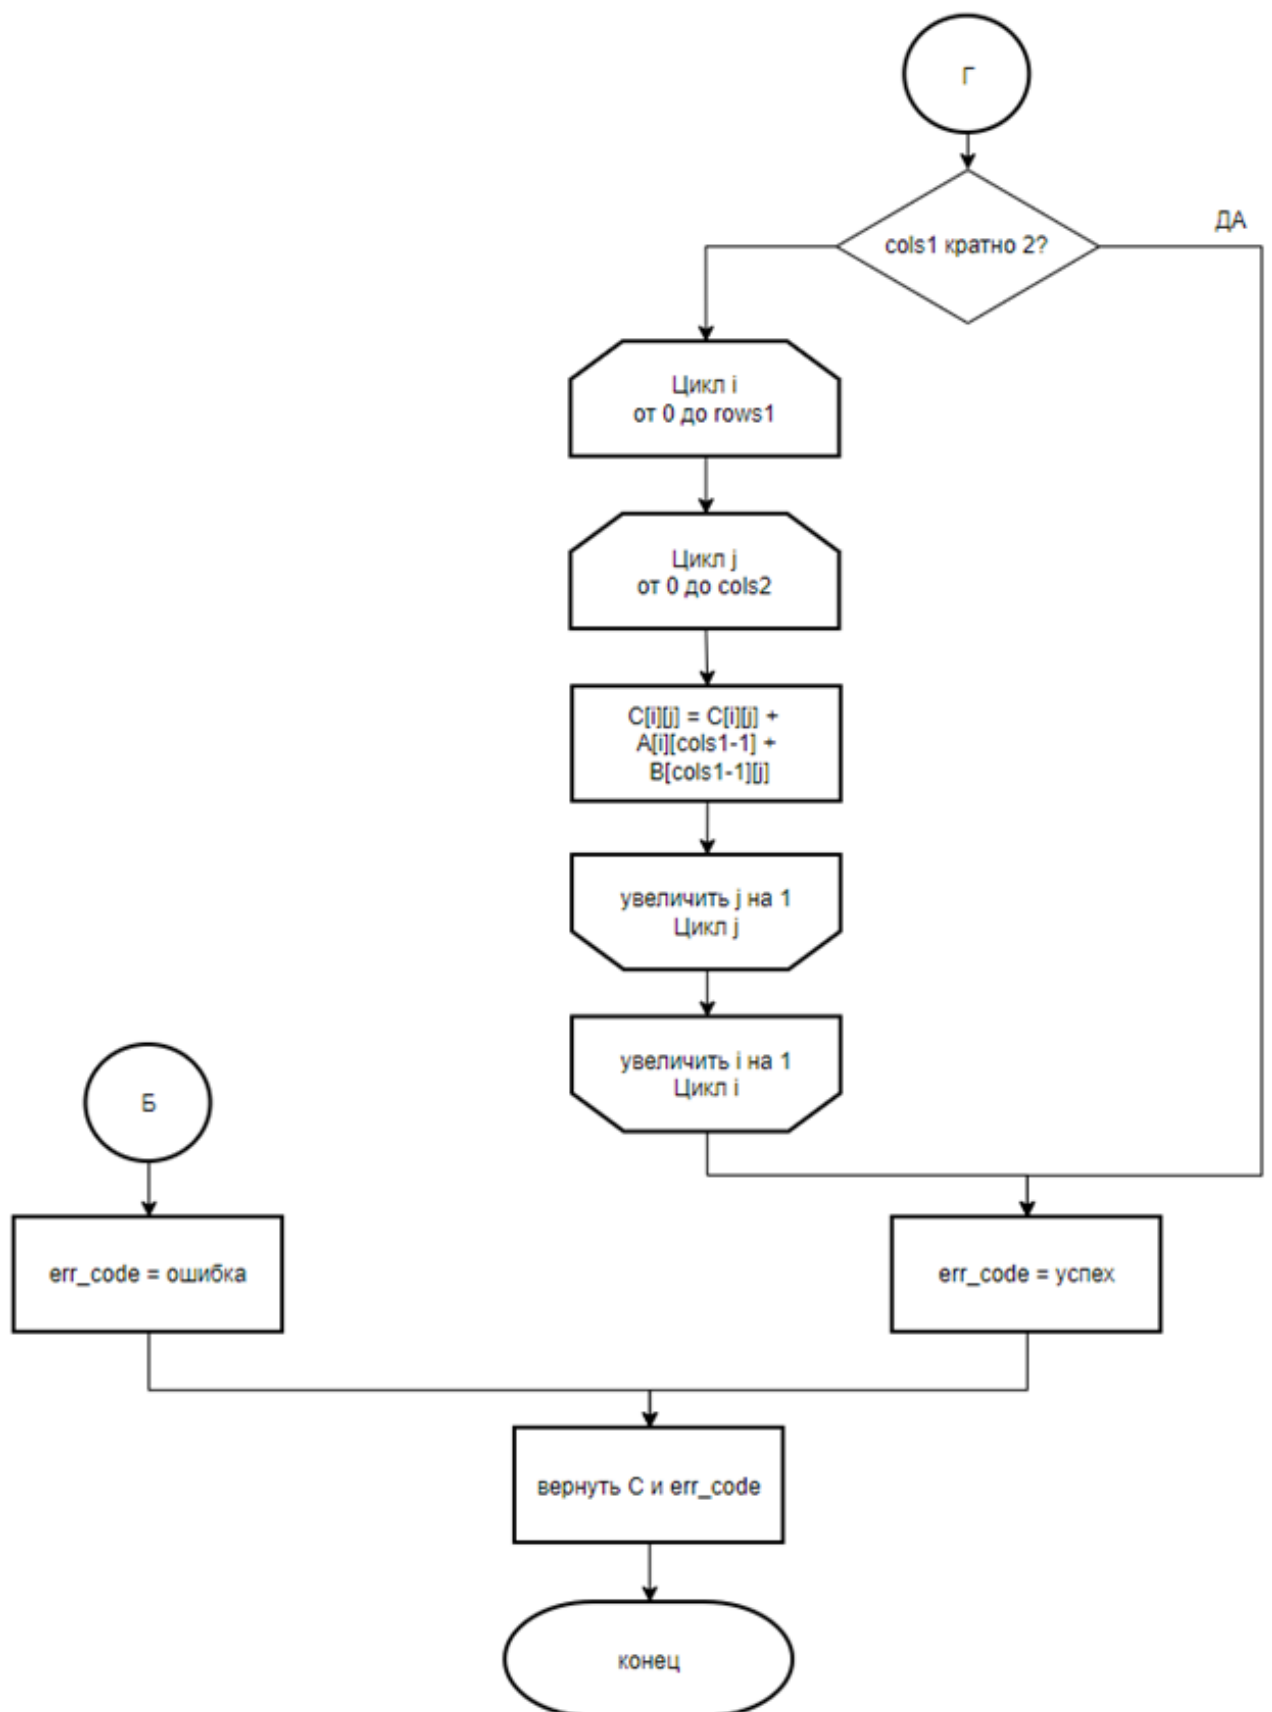 Г
ДА
cols1 кратно 2?
Цикл i
от 0 до rows1
Цикл j
от 0 до cols2
C[i][j] = C[i][j] +
A[i][cols1-1] +
B[cols1-1][j]
увеличить j на 1
Цикл j
увеличить i на 1
Цикл i
Б
err_code = ошибка
err_code = успех
вернуть С и err_code
конец